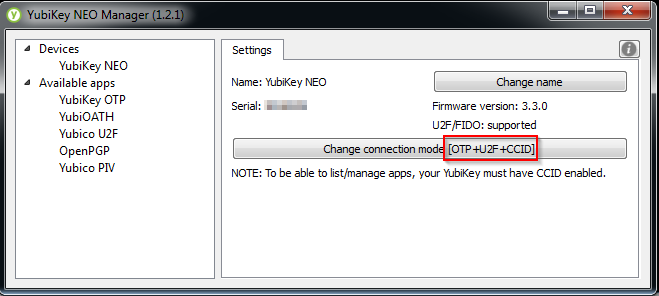 YubiKey NEO Manager (1.2.1)
Devices
YubiKey NEO
Available apps
YubiKey OTP
YubiOATH
Yubico U2F
OpenPGP
Yubico PIV
Settings
Name: YubiKey NEO
Change name
Serial:
Firmware version: 3.3.0
U2F/FIDO: supported
Change connection mode [OTP+U2F+CCID]
NOTE: To be able to list/manage apps, your YubiKey must have CCID enabled.